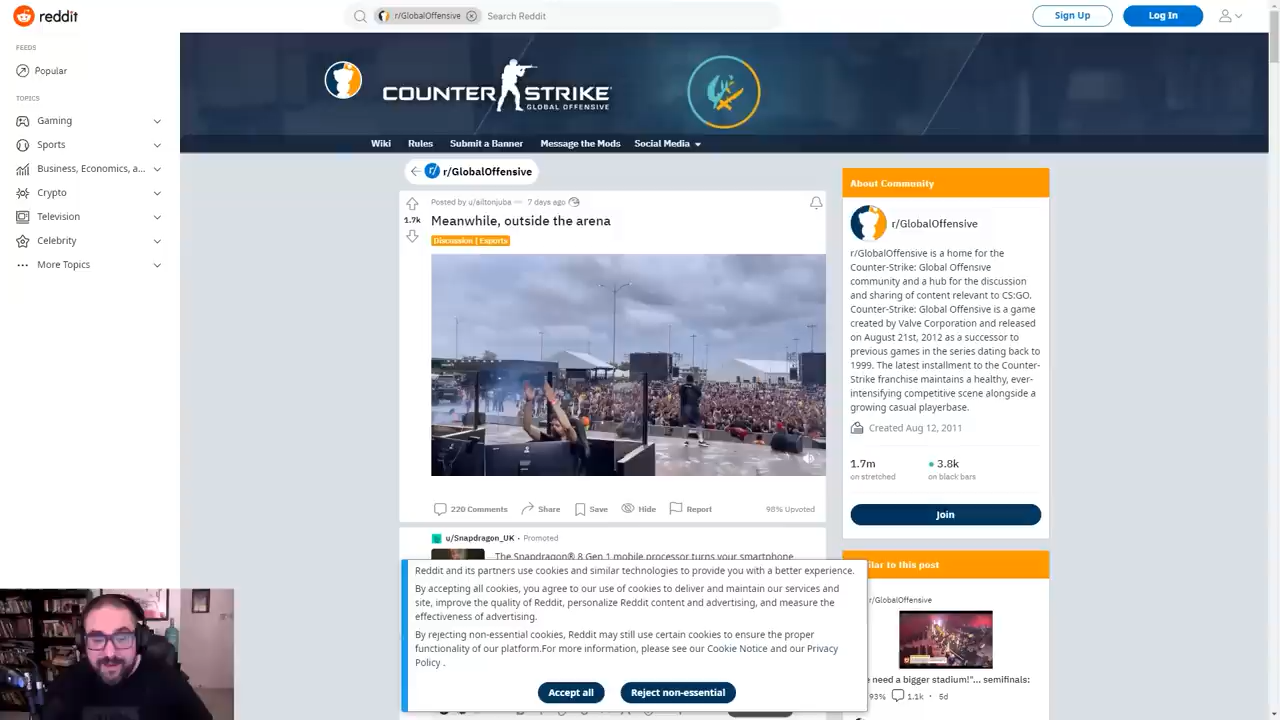 reddit
r/GlobalOffensive
Search Reddit
Sign Up
Log In
FEEDS
Popular
TOPICS
Gaming
Sports
Business, Economics, a...
Crypto
Television
Celebrity
More Topics
COUNTER STRIKE
GLOBAL OFFENSIVE
Wiki
Rules
Submit a Banner
Message the Mods
Social Media
r/GlobalOffensive
Posted by u/ailtonjuba
7 days ago
1.7k
Meanwhile, outside the arena
Discussion | Esports
220 Comments
Share
Save
Hide
Report
98% Upvoted
u/Snapdragon_UK • Promoted
The Snapdragon® 8 Gen 1 mobile processor turns your smartphone
Reddit and its partners use cookies and similar technologies to provide you with a better experience.
By accepting all cookies, you agree to our use of cookies to deliver and maintain our services and
site, improve the quality of Reddit, personalize Reddit content and advertising, and measure the
effectiveness of advertising.
By rejecting non-essential cookies, Reddit may still use certain cookies to ensure the proper
functionality of our platform.For more information, please see our Cookie Notice and our Privacy
Policy .
Accept all
Reject non-essential
About Community
r/GlobalOffensive
r/GlobalOffensive is a home for the
Counter-Strike: Global Offensive
community and a hub for the discussion
and sharing of content relevant to CS:GO.
Counter-Strike: Global Offensive is a game
created by Valve Corporation and released
on August 21st, 2012 as a successor to
previous games in the series dating back to
1999. The latest installment to the Counter-
Strike franchise maintains a healthy, ever-
intensifying competitive scene alongside a
growing casual playerbase.
Created Aug 12, 2011
1.7m
on stretched
3.8k
on black bars
Join
ilar to this post
r/GlobalOffensive
e need a bigger stadium!"... semifinals:
93%
1.1k
5d